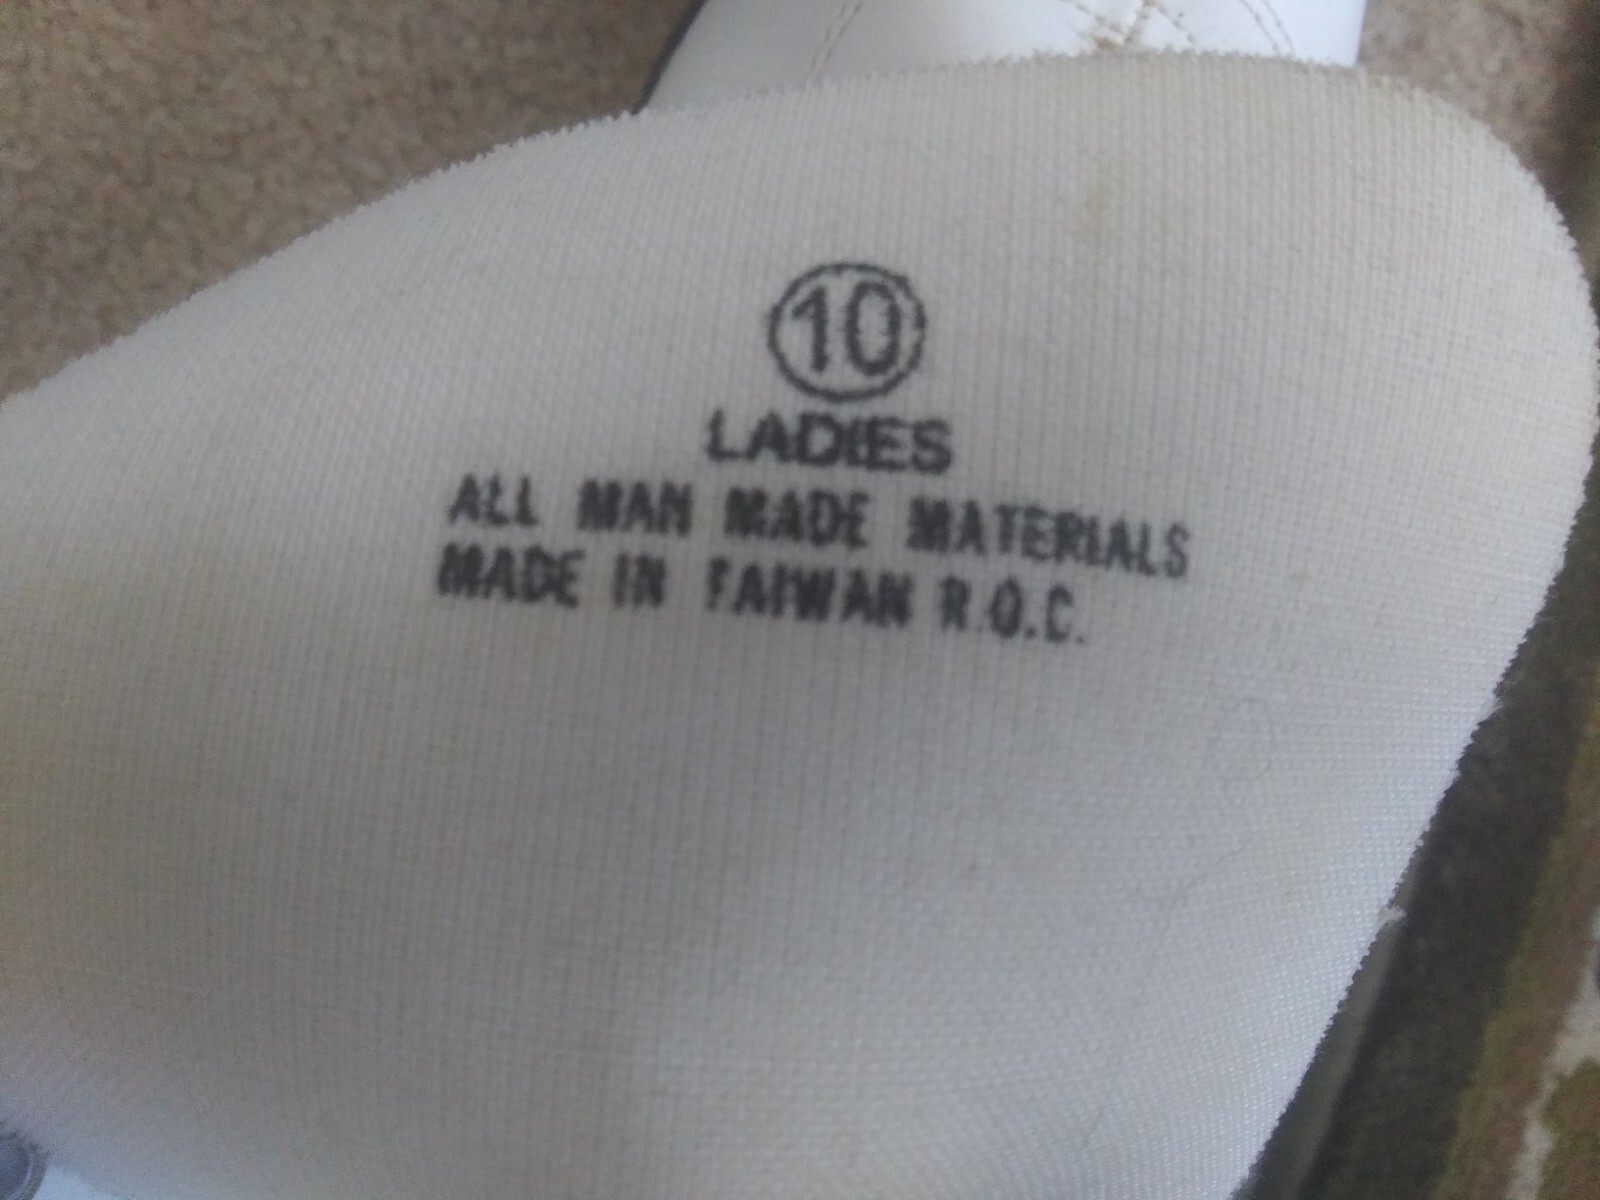 10
LADIES
ALL MAN MADE MATERIALS
MADE IN TAIWAN R.O.C.